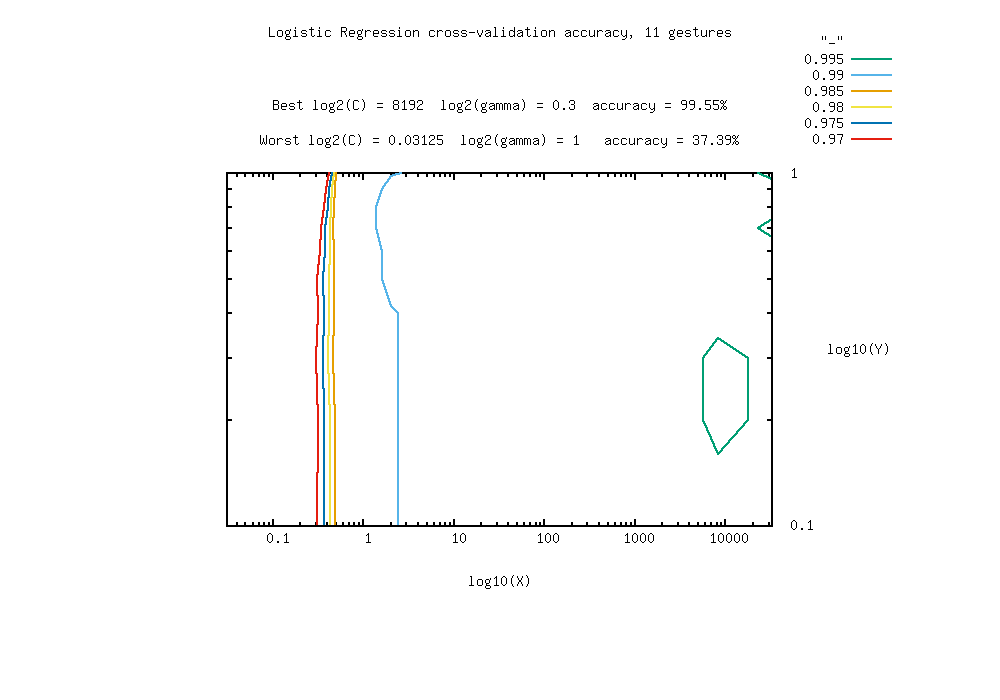 Logistic Regression cross-validation accuracy, 11 gestures
"_"
0.995
0.99
0.985
0.98
0.975
0.97
Best log2(C) = 8192 log2(gamma) = 0.3 accuracy = 99.55%
Worst log2(C) = 0.03125 log2(gamma) = 1 accuracy = 37.39%
1
log10(Y)
0.1
0.1 1 10 100 1000 10000
log10(X)